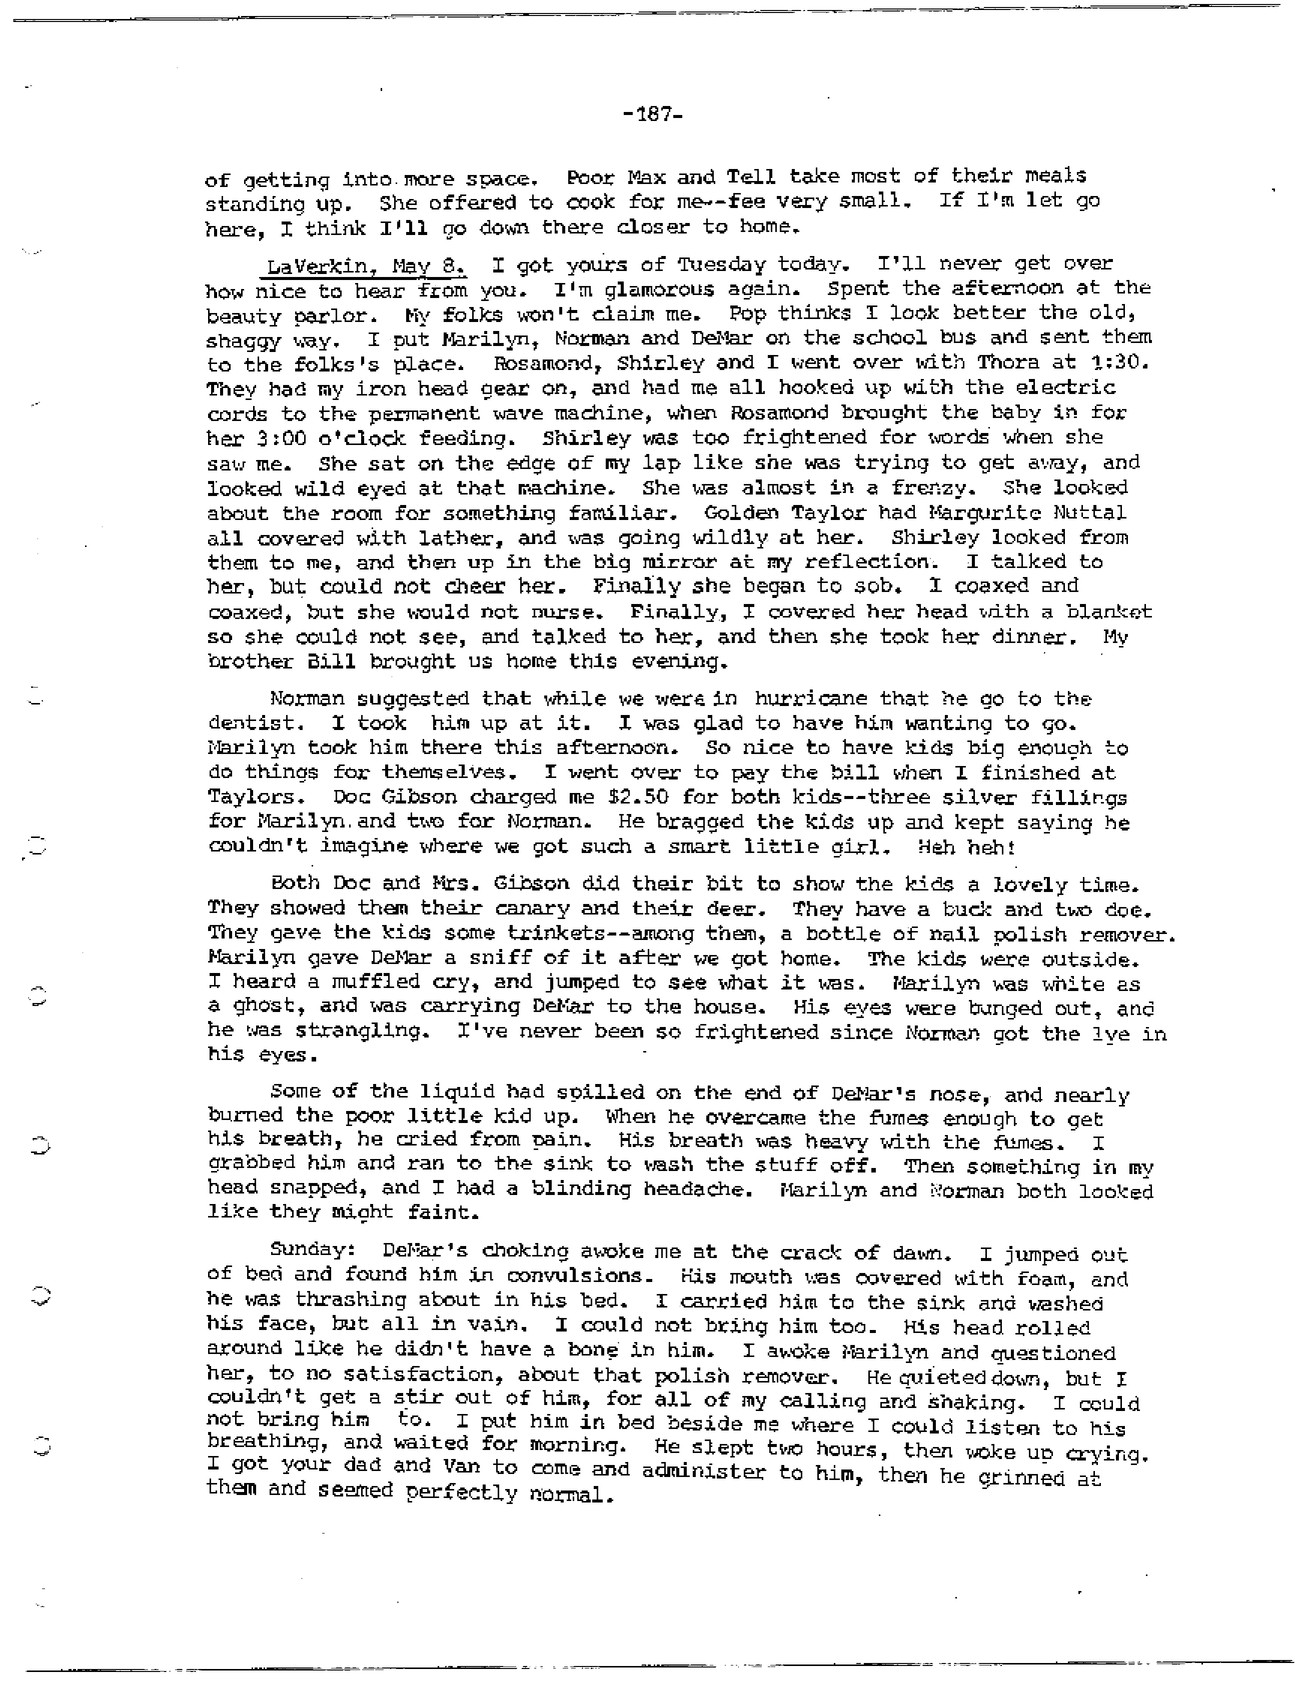 -187-
of getting into more space. Poor Max and Tell take most of their meals
standing up. She offered to cook for me--fee very small. If I'm let go
here, I think I'll go down there closer to home.
LaVerkin, May 8. I got yours of Tuesday today. I'll never get over
how nice to hear from you. I'm glamorous again. Spent the afternoon at the
beauty parlor. My folks won't claim me. Pop thinks I look better the old,
shaggy way. I put Marilyn, Norman and DeMar on the school bus and sent them
to the folks's place. Rosamond, Shirley and I went over with Thora at 1:30.
They had my iron head gear on, and had me all hooked up with the electric
cords to the permanent wave machine, when Rosamond brought the baby in for
her 3:00 o'clock feeding. Shirley was too frightened for words when she
saw me. She sat on the edge of my lap like she was trying to get away, and
looked wild eyed at that machine. She was almost in a frenzy. She looked
about the room for something familiar. Golden Taylor had Margurite Nuttal
all covered with lather, and was going wildly at her. Shirley looked from
them to me, and then up in the big mirror at my reflection. I talked to
her, but could not cheer her. Finally she began to sob. I coaxed and
coaxed, but she would not nurse. Finally, I covered her head with a blanket
so she could not see, and talked to her, and then she took her dinner. My
brother Bill brought us home this evening.
Norman suggested that while we were in hurricane that he go to the
dentist. I took him up at it. I was glad to have him wanting to go.
Marilyn took him there this afternoon. So nice to have kids big enough to
do things for themselves. I went over to pay the bill when I finished at
Taylors. Doc Gibson charged me $2.50 for both kids--three silver fillings
for Marilyn and two for Norman. He bragged the kids up and kept saying he
couldn't imagine where we got such a smart little girl. Heh heh!
Both Doc and Mrs. Gibson did their bit to show the kids a lovely time.
They showed them their canary and their deer. They have a buck and two doe.
They gave the kids some trinkets--among them, a bottle of nail polish remover.
Marilyn gave DeMar a sniff of it after we got home. The kids were outside.
I heard a muffled cry, and jumped to see what it was. Marilyn was white as
a ghost, and was carrying DeMar to the house. His eyes were bunged out, and
he was strangling. I've never been so frightened since Norman got the lye in
his eyes.
Some of the liquid had spilled on the end of DeMar's nose, and nearly
burned the poor little kid up. When he overcame the fumes enough to get
his breath, he cried from pain. His breath was heavy with the fumes. I
grabbed him and ran to the sink to wash the stuff off. Then something in my
head snapped, and I had a blinding headache. Marilyn and Norman both looked
like they might faint.
Sunday: DeMar's choking awoke me at the crack of dawn. I jumped out
of bed and found him in convulsions. His mouth was covered with foam, and
he was thrashing about in his bed. I carried him to the sink and washed
his face, but all in vain. I could not bring him too. His head rolled
around like he didn't have a bone in him. I awoke Marilyn and questioned
her, to no satisfaction, about that polish remover. He quieted down, but I
couldn't get a stir out of him, for all of my calling and shaking. I could
not bring him to. I put him in bed beside me where I could listen to his
breathing, and waited for morning. He slept two hours, then woke up crying.
I got your dad and Van to come and administer to him, then he grinned at
them and seemed perfectly normal.